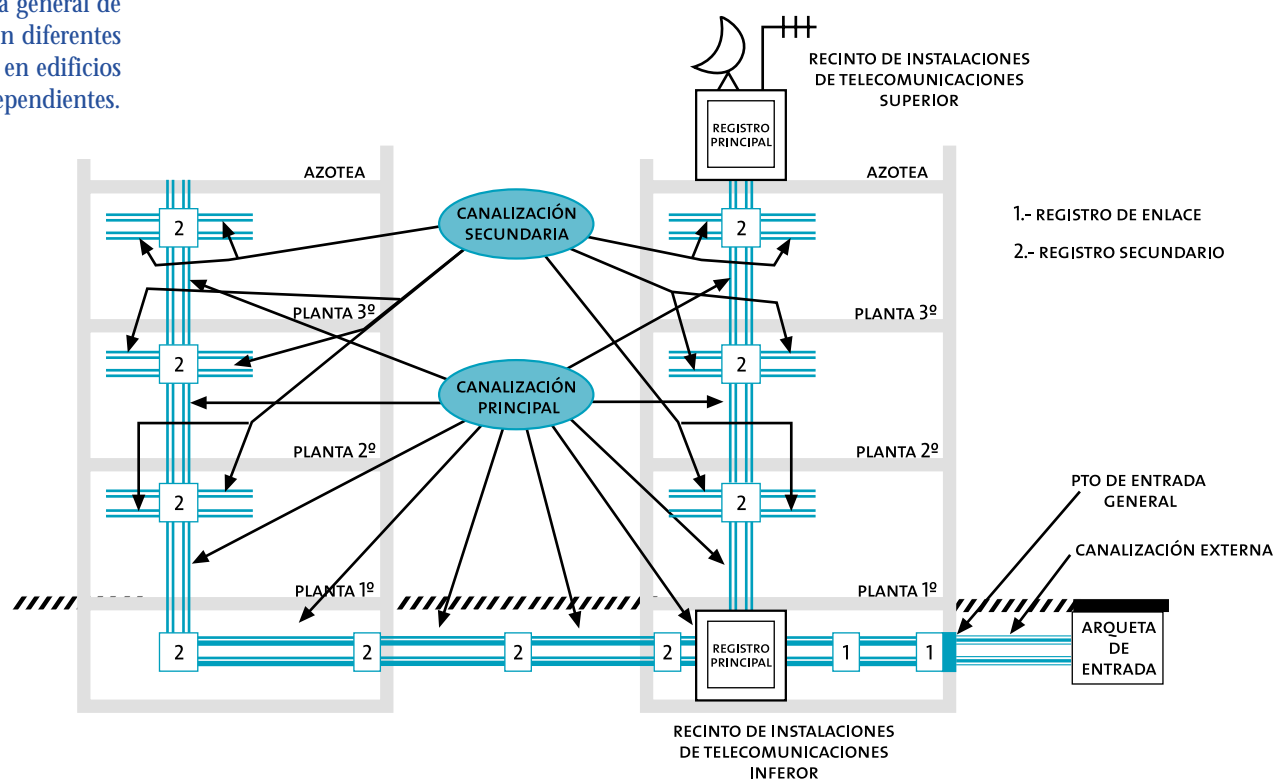 a general de
n diferentes
en edificios
ependientes.
RECINTO DE INSTALACIONES
DE TELECOMUNICACIONES
SUPERIOR
REGISTRO
PRINCIPAL
AZOTEA
AZOTEA
CANALIZACIÓN
SECUNDARIA
1.- REGISTRO DE ENLACE
2.- REGISTRO SECUNDARIO
2
2
PLANTA 3º
PLANTA 3º
2
2
CANALIZACIÓN
PRINCIPAL
PLANTA 2º
PLANTA 2º
2
2
PTO DE ENTRADA
GENERAL
CANALIZACIÓN EXTERNA
PLANTA 1º
PLANTA 1º
2
2
2
2
REGISTRO
PRINCIPAL
1
1
ARQUETA
DE
ENTRADA
RECINTO DE INSTALACIONES
DE TELECOMUNICACIONES
INFEROR